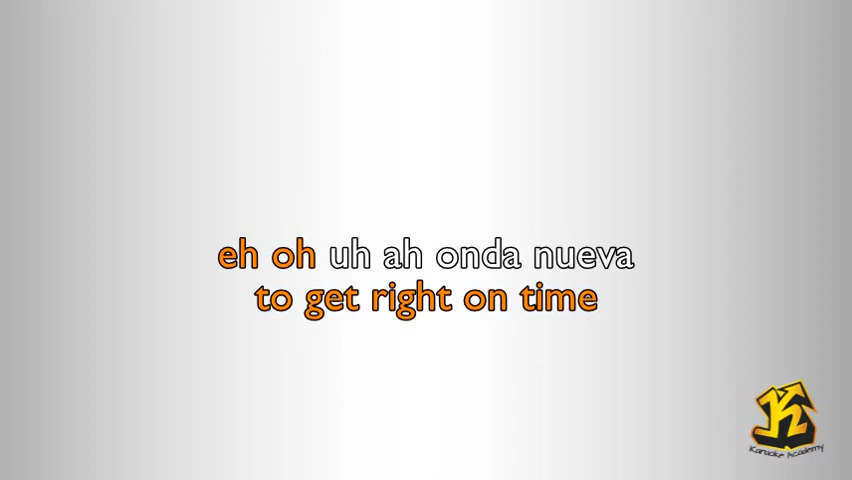 eh oh uh ah onda nueva
to get right on time
K
Karaoke Academy